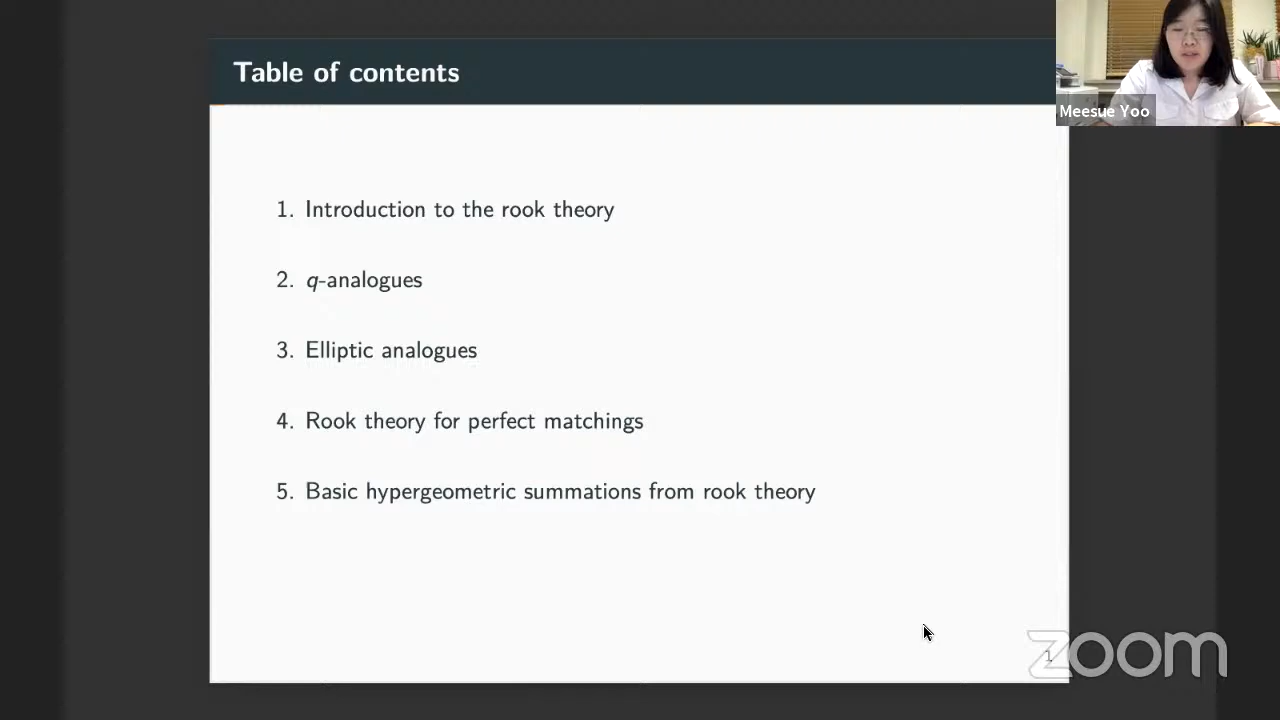 Table of contents
Meesue Yoo
1. Introduction to the rook theory
2. q-analogues
3. Elliptic analogues
4. Rook theory for perfect matchings
5. Basic hypergeometric summations from rook theory
1
zoom